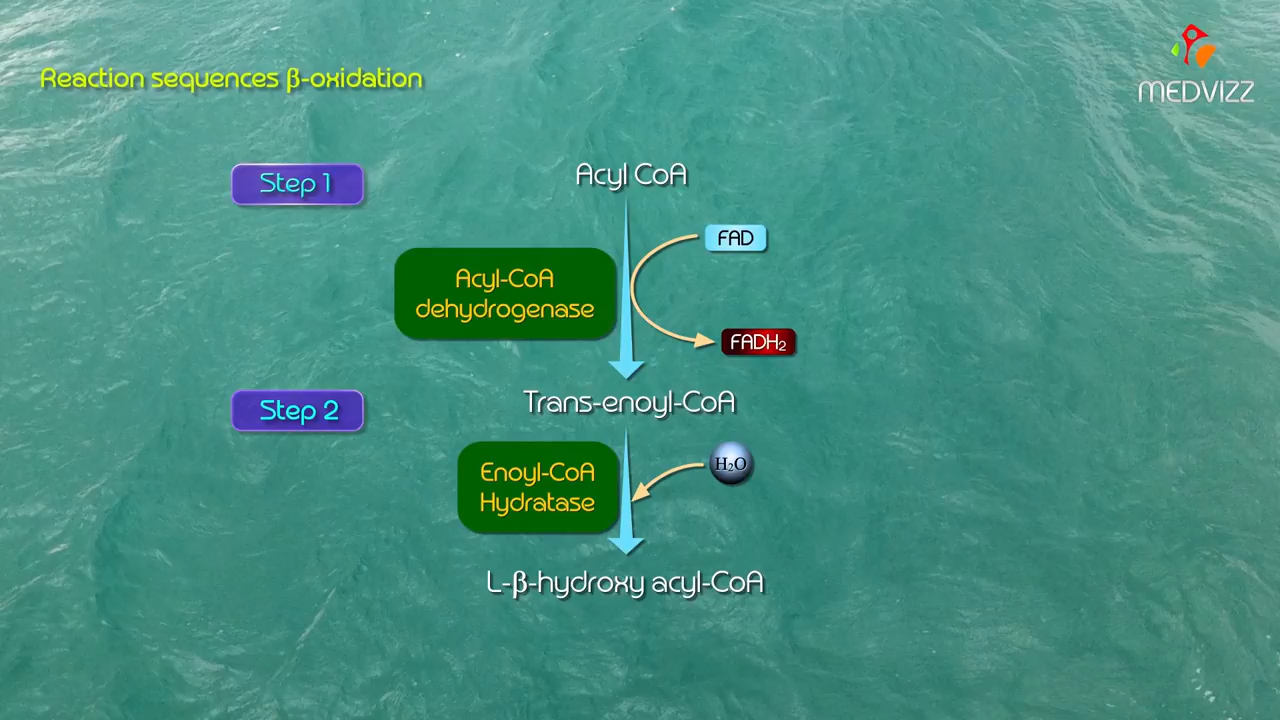 Reaction sequences β-oxidation
MEDVIZZ
Step 1
Acyl CoA
FAD
Acyl-CoA
dehydrogenase
FADH₂
Trans-enoyl-CoA
Step 2
H₂O
Enoyl-CoA
Hydratase
L-β-hydroxy acyl-CoA